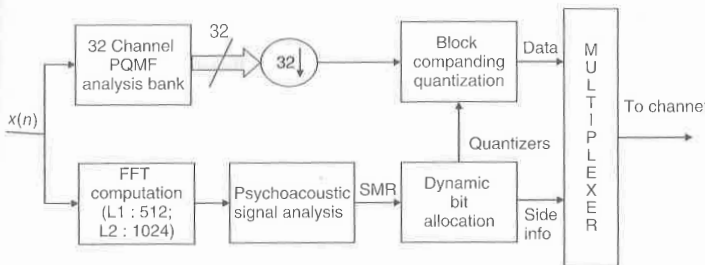 32 Channel
PQMF
analysis bank
32
32
Block
companding
quantization
Data
MULTIPLEXER
To channel
x(n)
Quantizers
FFT
computation
(L1 : 512;
L2 : 1024)
Psychoacoustic
signal analysis
SMR
Dynamic
bit
allocation
Side
info